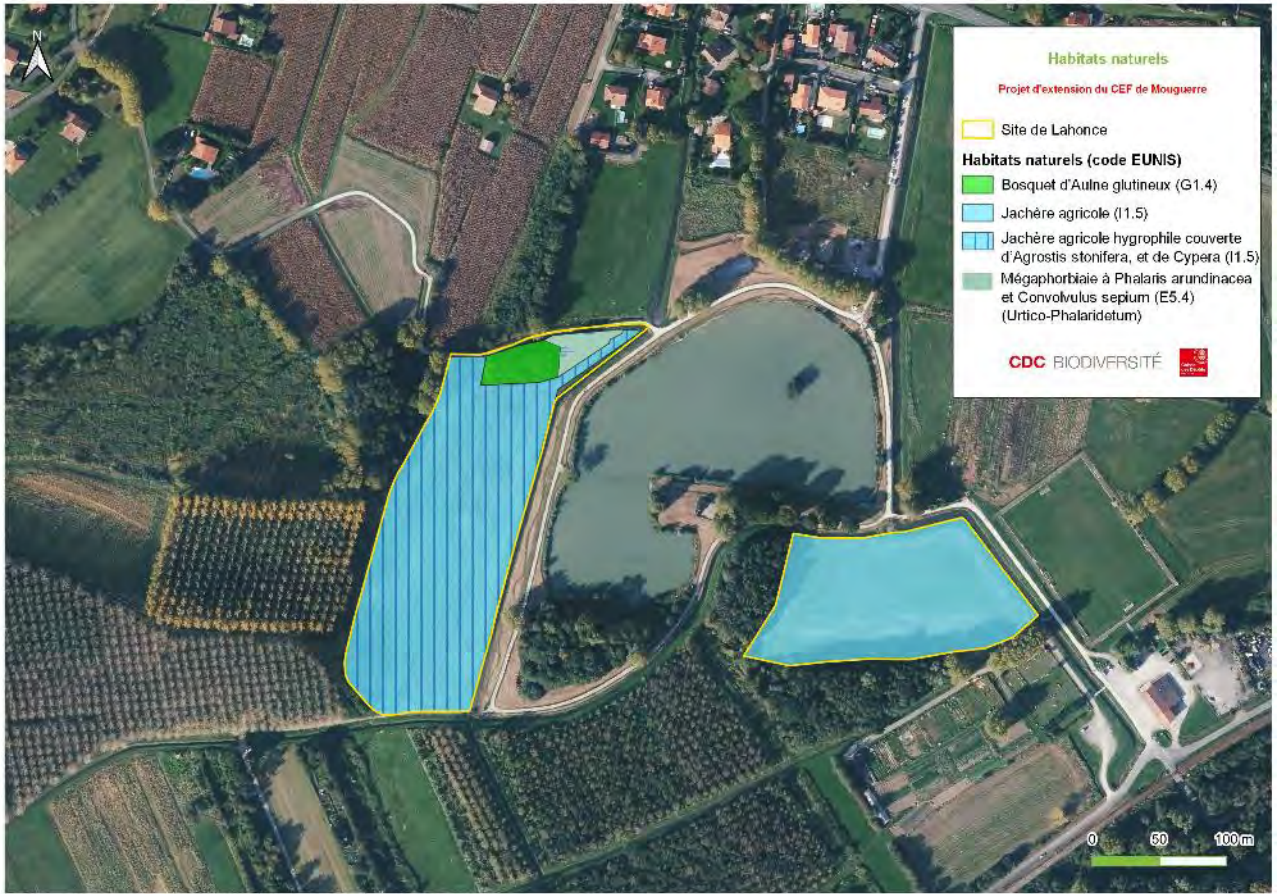 N
Habitats naturels
Projet d'extension du CEF de Mouguerre
Site de Lahonce
Habitats naturels (code EUNIS)
Bosquet d'Aulne glutineux (G1.4)
Jachère agricole (I1.5)
Jachère agricole hygrophile couverte
d'Agrostis stonifera, et de Cypera (I1.5)
Mégaphorbiaie à Phalaris arundinacea
et Convolvulus sepium (E5.4)
(Urtico-Phalaridetum)
CDC BIODIVERSITÉ
0 50 100 m